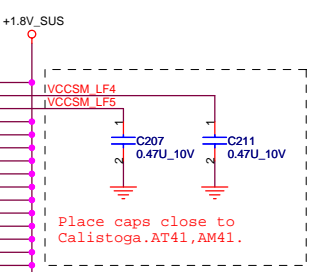 +1.8V_SUS
VCCSM_LF4
VCCSM_LF5
1
1
C207
C211
0.47U_10V
0.47U_10V
2
2
Place caps close to
Calistoga.AT41,AM41.